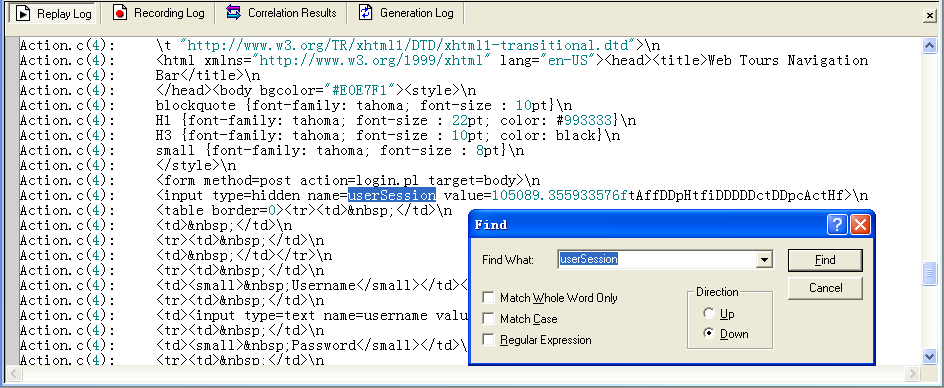 Replay Log Recording Log Correlation Results Generation Log
Action.c(4): \t "http://www.w3.org/TR/xhtml1/DTD/xhtml1-transitional.dtd">\n
Action.c(4): <html xmlns="http://www.w3.org/1999/xhtml" lang="en-US"><head><title>Web Tours Navigation
Action.c(4): Bar</title>\n
Action.c(4): </head><body bgcolor="#E0E7F1"><style>\n
Action.c(4): blockquote {font-family: tahoma; font-size : 10pt}\n
Action.c(4): H1 {font-family: tahoma; font-size : 22pt; color: #993333}\n
Action.c(4): H3 {font-family: tahoma; font-size : 10pt; color: black}\n
Action.c(4): small {font-family: tahoma; font-size : 8pt}\n
Action.c(4): </style>\n
Action.c(4): <form method=post action=login.pl target=body>\n
Action.c(4): <input type=hidden name=userSession value=105089.355933576ftAffDDpHtfiDDDDDctDDpcActHf>\n
Action.c(4): <table border=0><tr><td>&nbsp;</td>\n
Action.c(4): <td>&nbsp;</td>\n
Action.c(4): <tr><td>&nbsp;</td>\n
Action.c(4): <td>&nbsp;</td></tr>\n
Action.c(4): <tr><td>&nbsp;</td>\n
Action.c(4): <td><small>&nbsp;Username</small></td>\n
Action.c(4): <tr><td>&nbsp;</td>\n
Action.c(4): <td><input type=text name=username valu
Action.c(4): <tr><td>&nbsp;</td>\n
Action.c(4): <td><small>&nbsp;Password</small></td>\n
Action.c(4): <tr><td>&nbsp;</td>\n
Find
Find What: userSession Find
Cancel
Match Whole Word Only
Match Case
Regular Expression
Direction
Up
Down